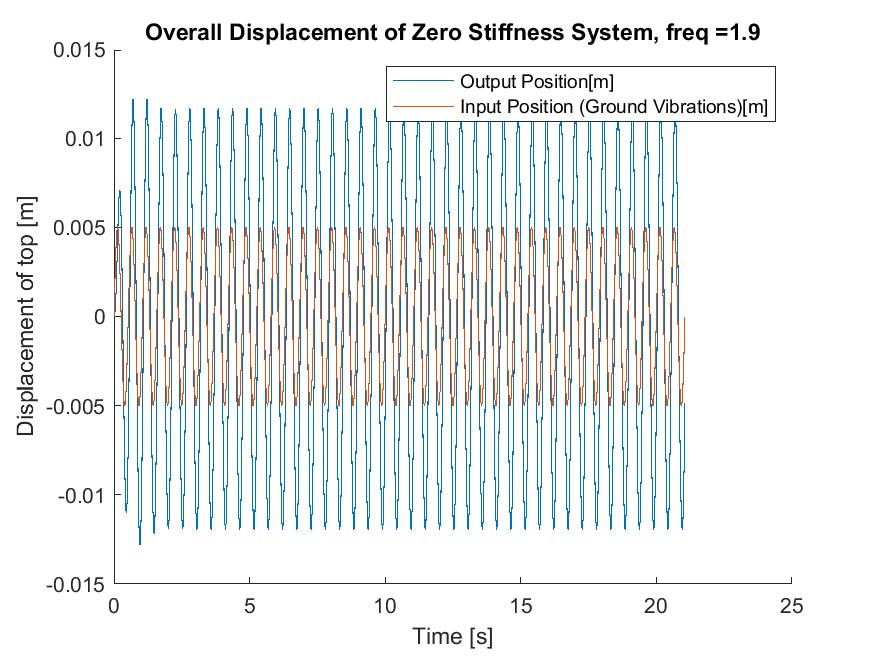 Overall Displacement of Zero Stiffness System, freq =1.9
Output Position[m]
Input Position (Ground Vibrations)[m]
Displacement of top [m]
0.015
0.01
0.005
0
-0.005
-0.01
-0.015
0 5 10 15 20 25
Time [s]